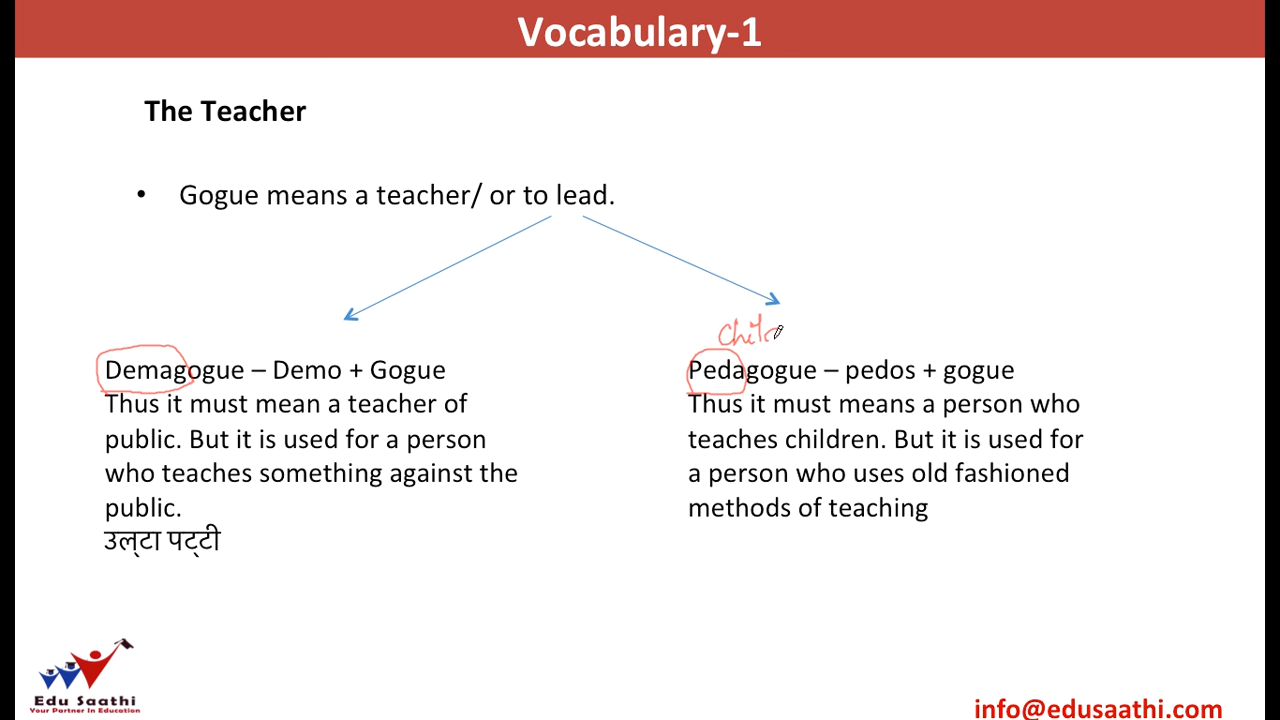 Vocabulary-1
The Teacher
• Gogue means a teacher/ or to lead.
Demagogue – Demo + Gogue
Thus it must mean a teacher of
public. But it is used for a person
who teaches something against the
public.
उल्टा पट्टी
Chil
Pedagogue – pedos + gogue
Thus it must means a person who
teaches children. But it is used for
a person who uses old fashioned
methods of teaching
Edu Saathi
Your Partner In Education
info@edusaathi.com